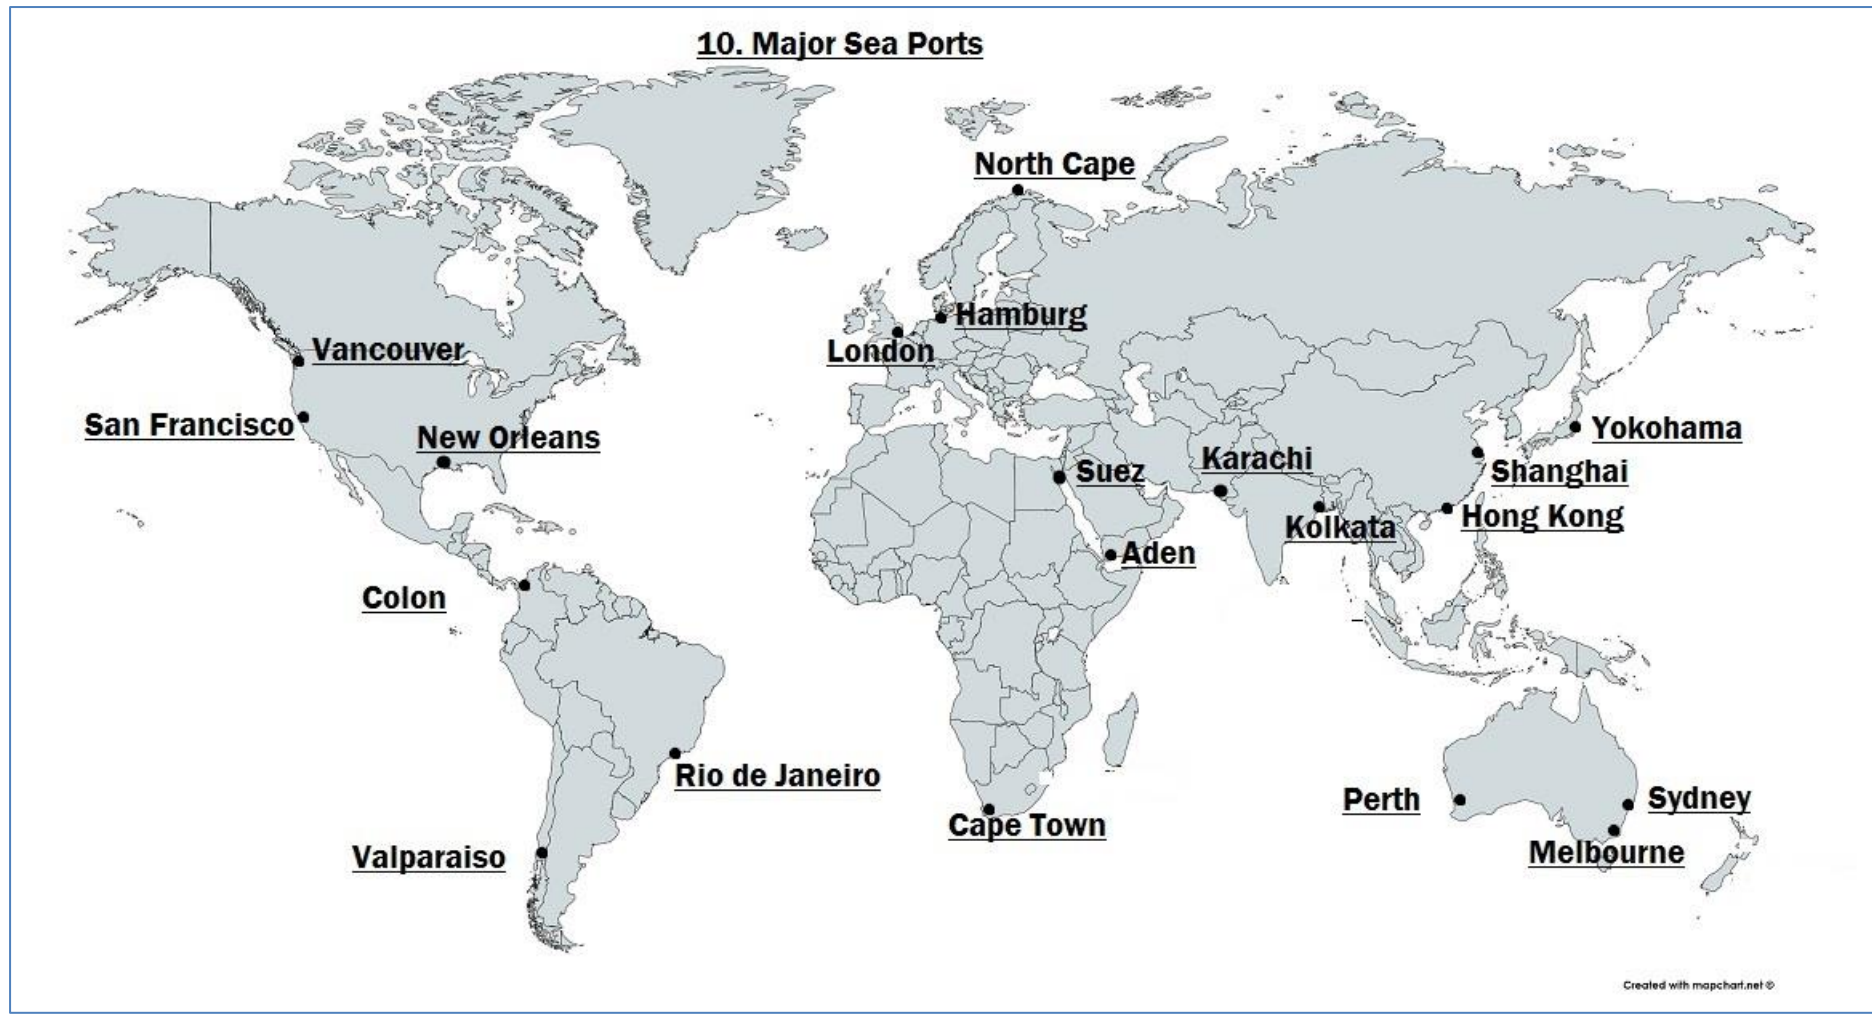 10. Major Sea Ports
North Cape
Hamburg
London
Vancouver
San Francisco
New Orleans
Yokohama
Suez
Karachi
Shanghai
Kolkata
Hong Kong
Aden
Colon
Rio de Janeiro
Cape Town
Perth
Sydney
Melbourne
Valparaiso
Created with mapchart.net ©